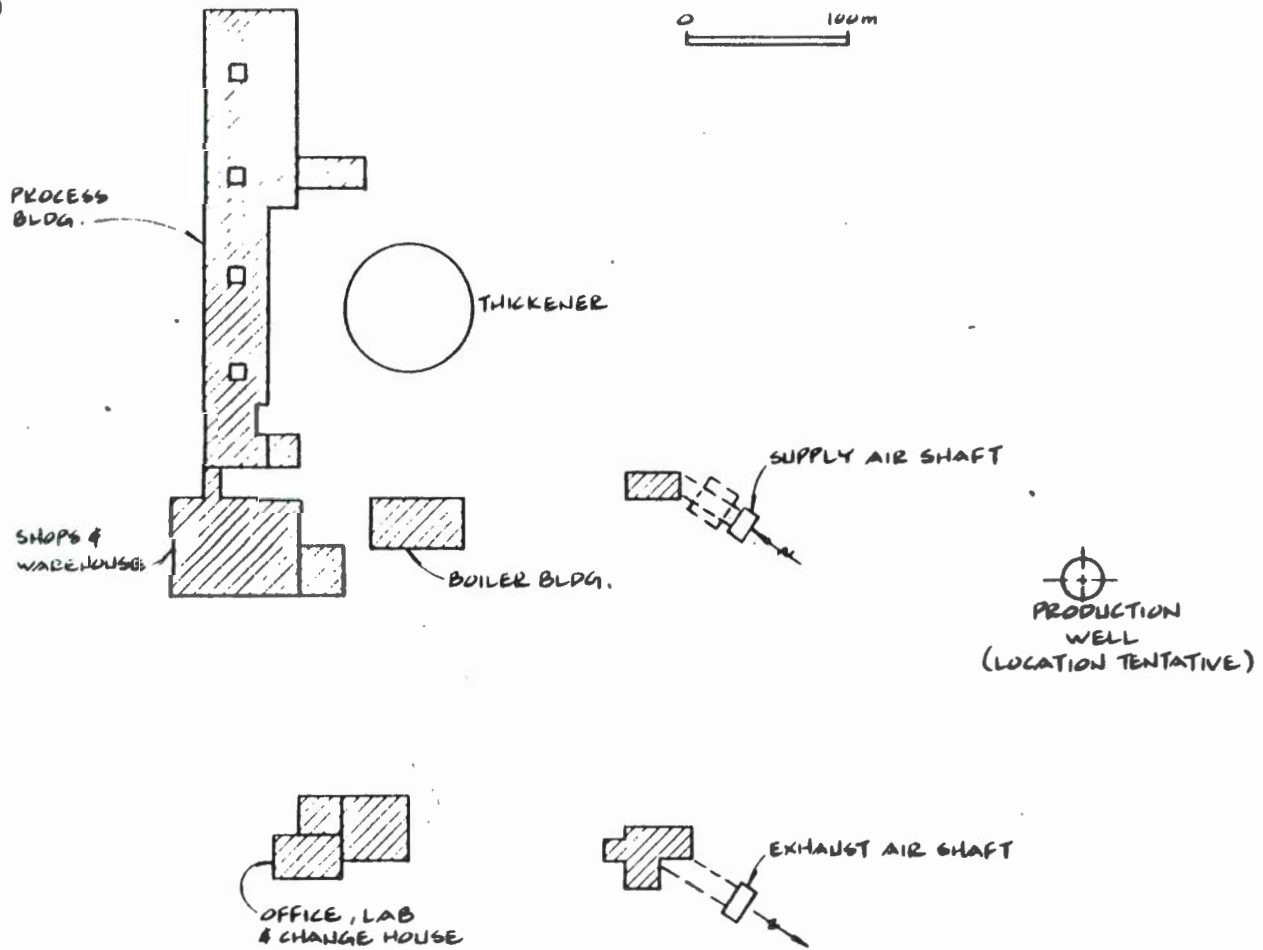 0 100m
PROCESS
BLDG.
THICKENER
SUPPLY AIR SHAFT
SHOPS &
WAREHOUSE
BOILER BLDG.
PRODUCTION
WELL
(LOCATION TENTATIVE)
EXHAUST AIR SHAFT
OFFICE, LAB
& CHANGE HOUSE